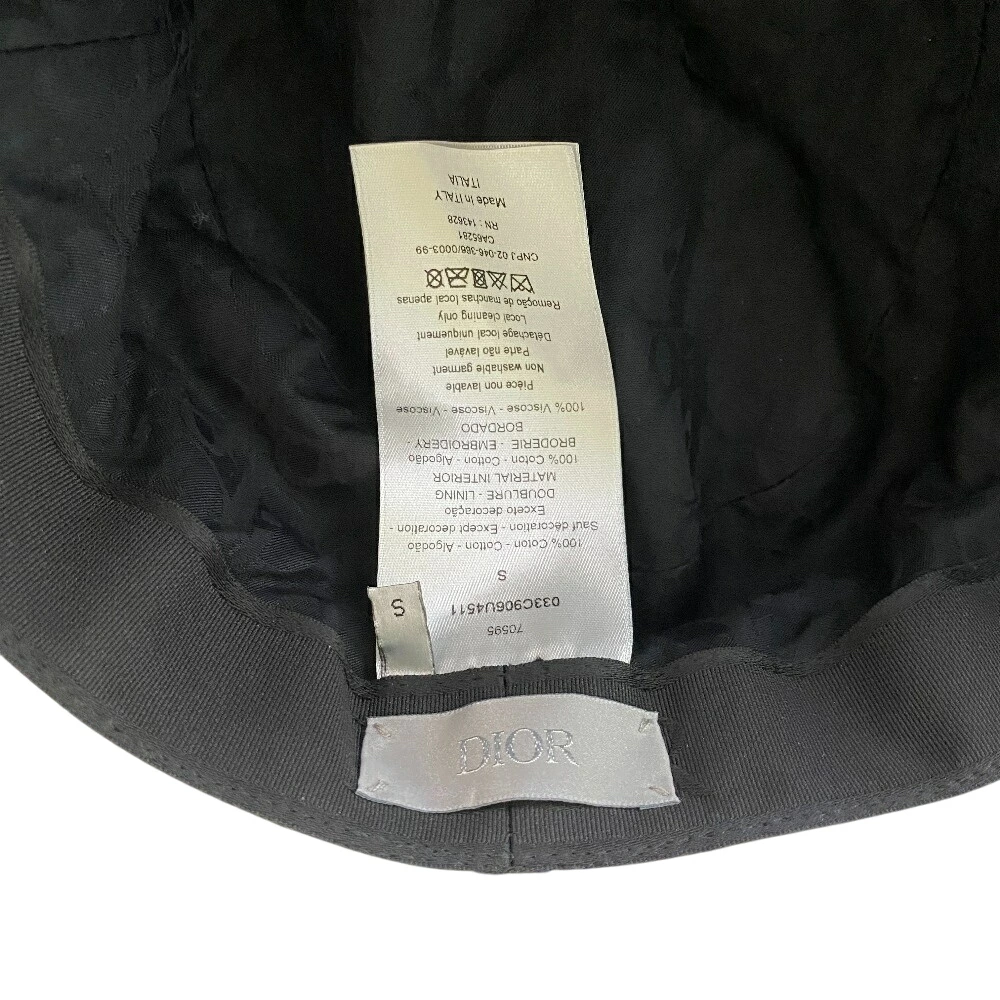 70595
033C906U4511
S
100% Coton - Cotton - Algodão
Sauf décoration - Except decoration -
Exceto decoração
DOUBLURE - LINING
MATERIAL INTERIOR
100% Coton - Cotton - Algodão
BRODERIE - EMBROIDERY -
BORDADO
100% Viscose - Viscose - Viscose
Pièce non lavable
Non washable garment
Parte não lavável
Détachage local uniquement
Local cleaning only
Remoção de manchas local apenas
CNPJ 02-046-366/0003-99
CA65281
RN : 143628
Made in ITALY
ITALIA
S
DIOR